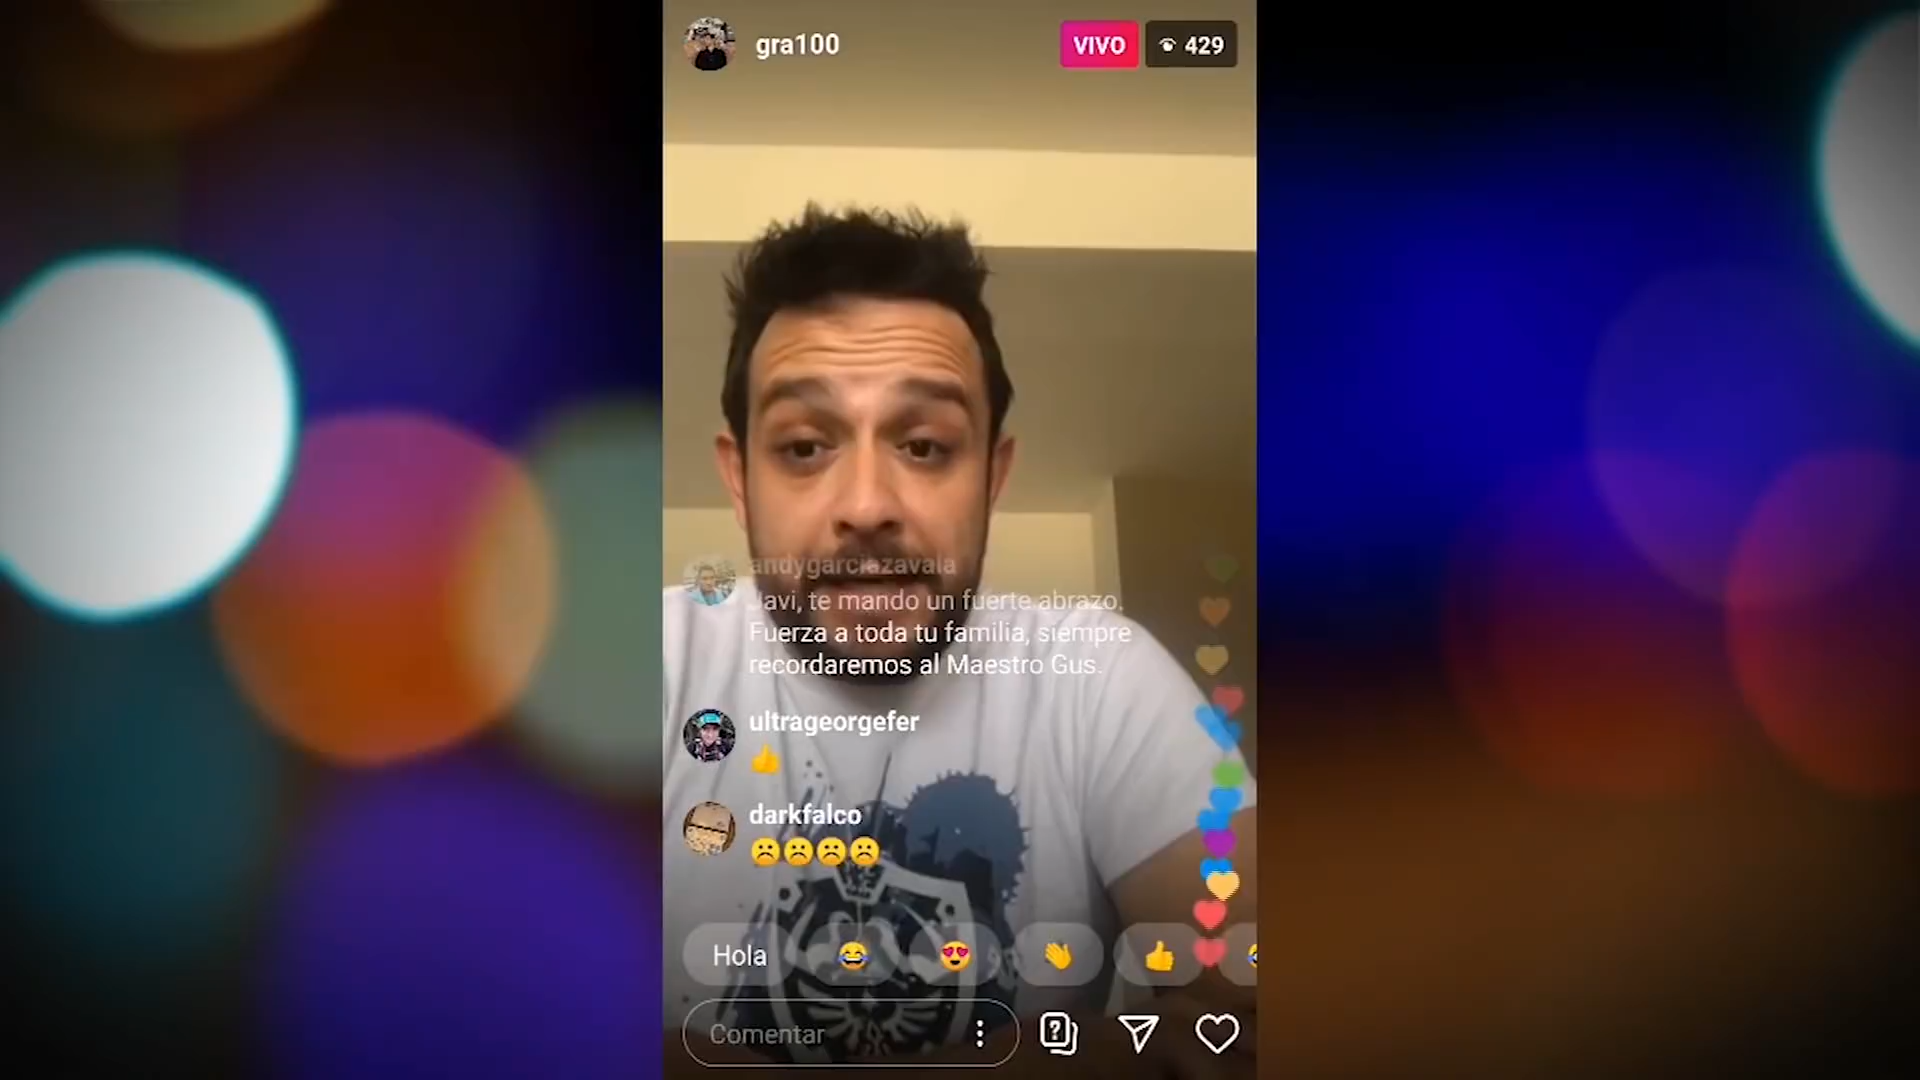 gra100
VIVO
429
andygarciazavala
Javi, te mando un fuerte abrazo.
Fuerza a toda tu familia, siempre
recordaremos al Maestro Gus.
ultrageorgefer
👍
darkfalco
☹️☹️☹️☹️
Hola 😂 😍 👏 👍
Comentar